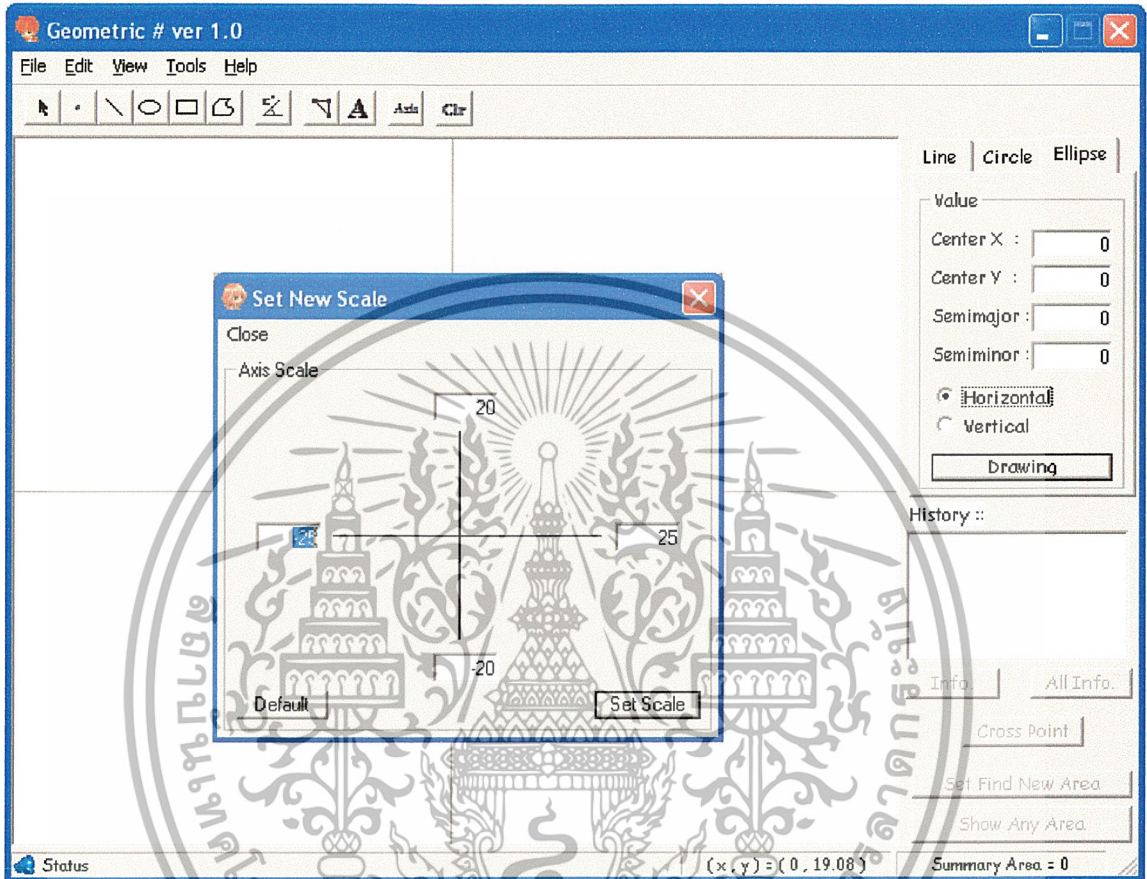 Geometric # ver 1.0
File Edit View Tools Help
A Axis Clr
Line Circle Ellipse
Value
Center X : 0
Center Y : 0
Semimajor : 0
Semiminor : 0
Horizontal
Vertical
Drawing
Set New Scale
Close
Axis Scale
20
-25 25
-20
Default Set Scale
History ::
Info. All Info.
Cross Point
Set Find New Area
Show Any Area
Status (x,y)=(0,19.08) Summary Area = 0